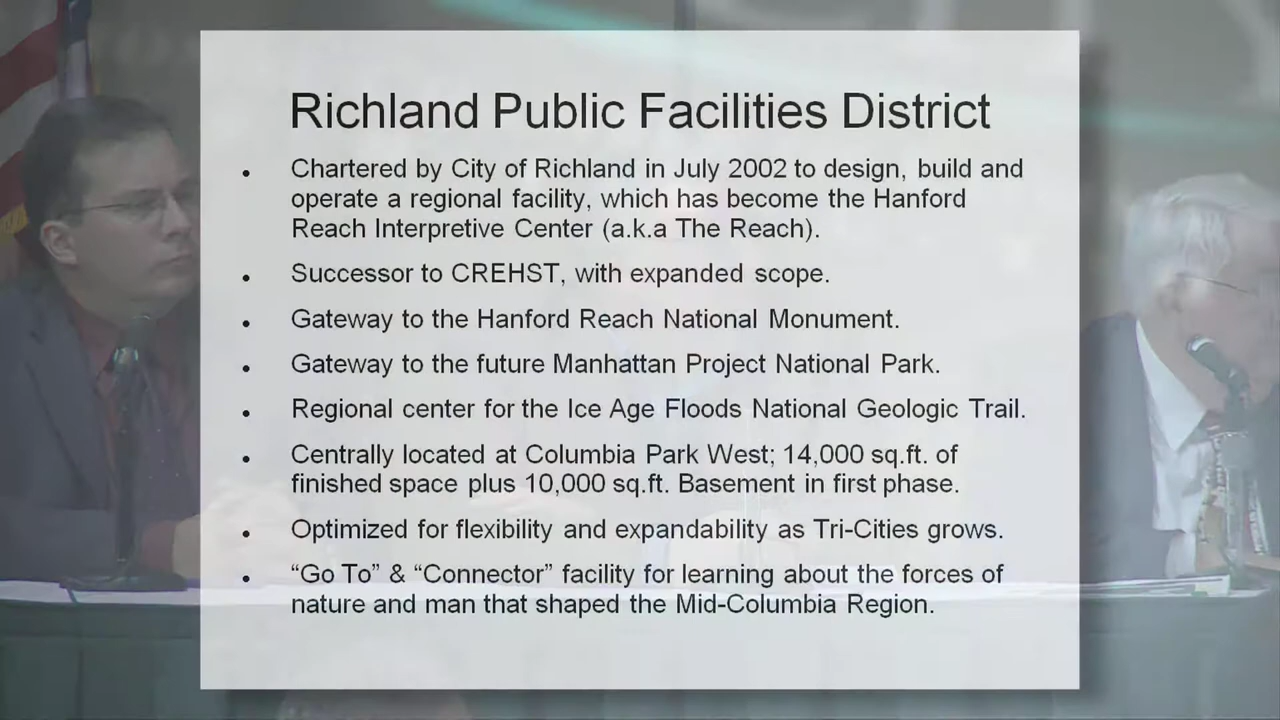 Richland Public Facilities District
• Chartered by City of Richland in July 2002 to design, build and
operate a regional facility, which has become the Hanford
Reach Interpretive Center (a.k.a The Reach).
• Successor to CREHST, with expanded scope.
• Gateway to the Hanford Reach National Monument.
• Gateway to the future Manhattan Project National Park.
• Regional center for the Ice Age Floods National Geologic Trail.
• Centrally located at Columbia Park West; 14,000 sq.ft. of
finished space plus 10,000 sq.ft. Basement in first phase.
• Optimized for flexibility and expandability as Tri-Cities grows.
• “Go To” & “Connector” facility for learning about the forces of
nature and man that shaped the Mid-Columbia Region.